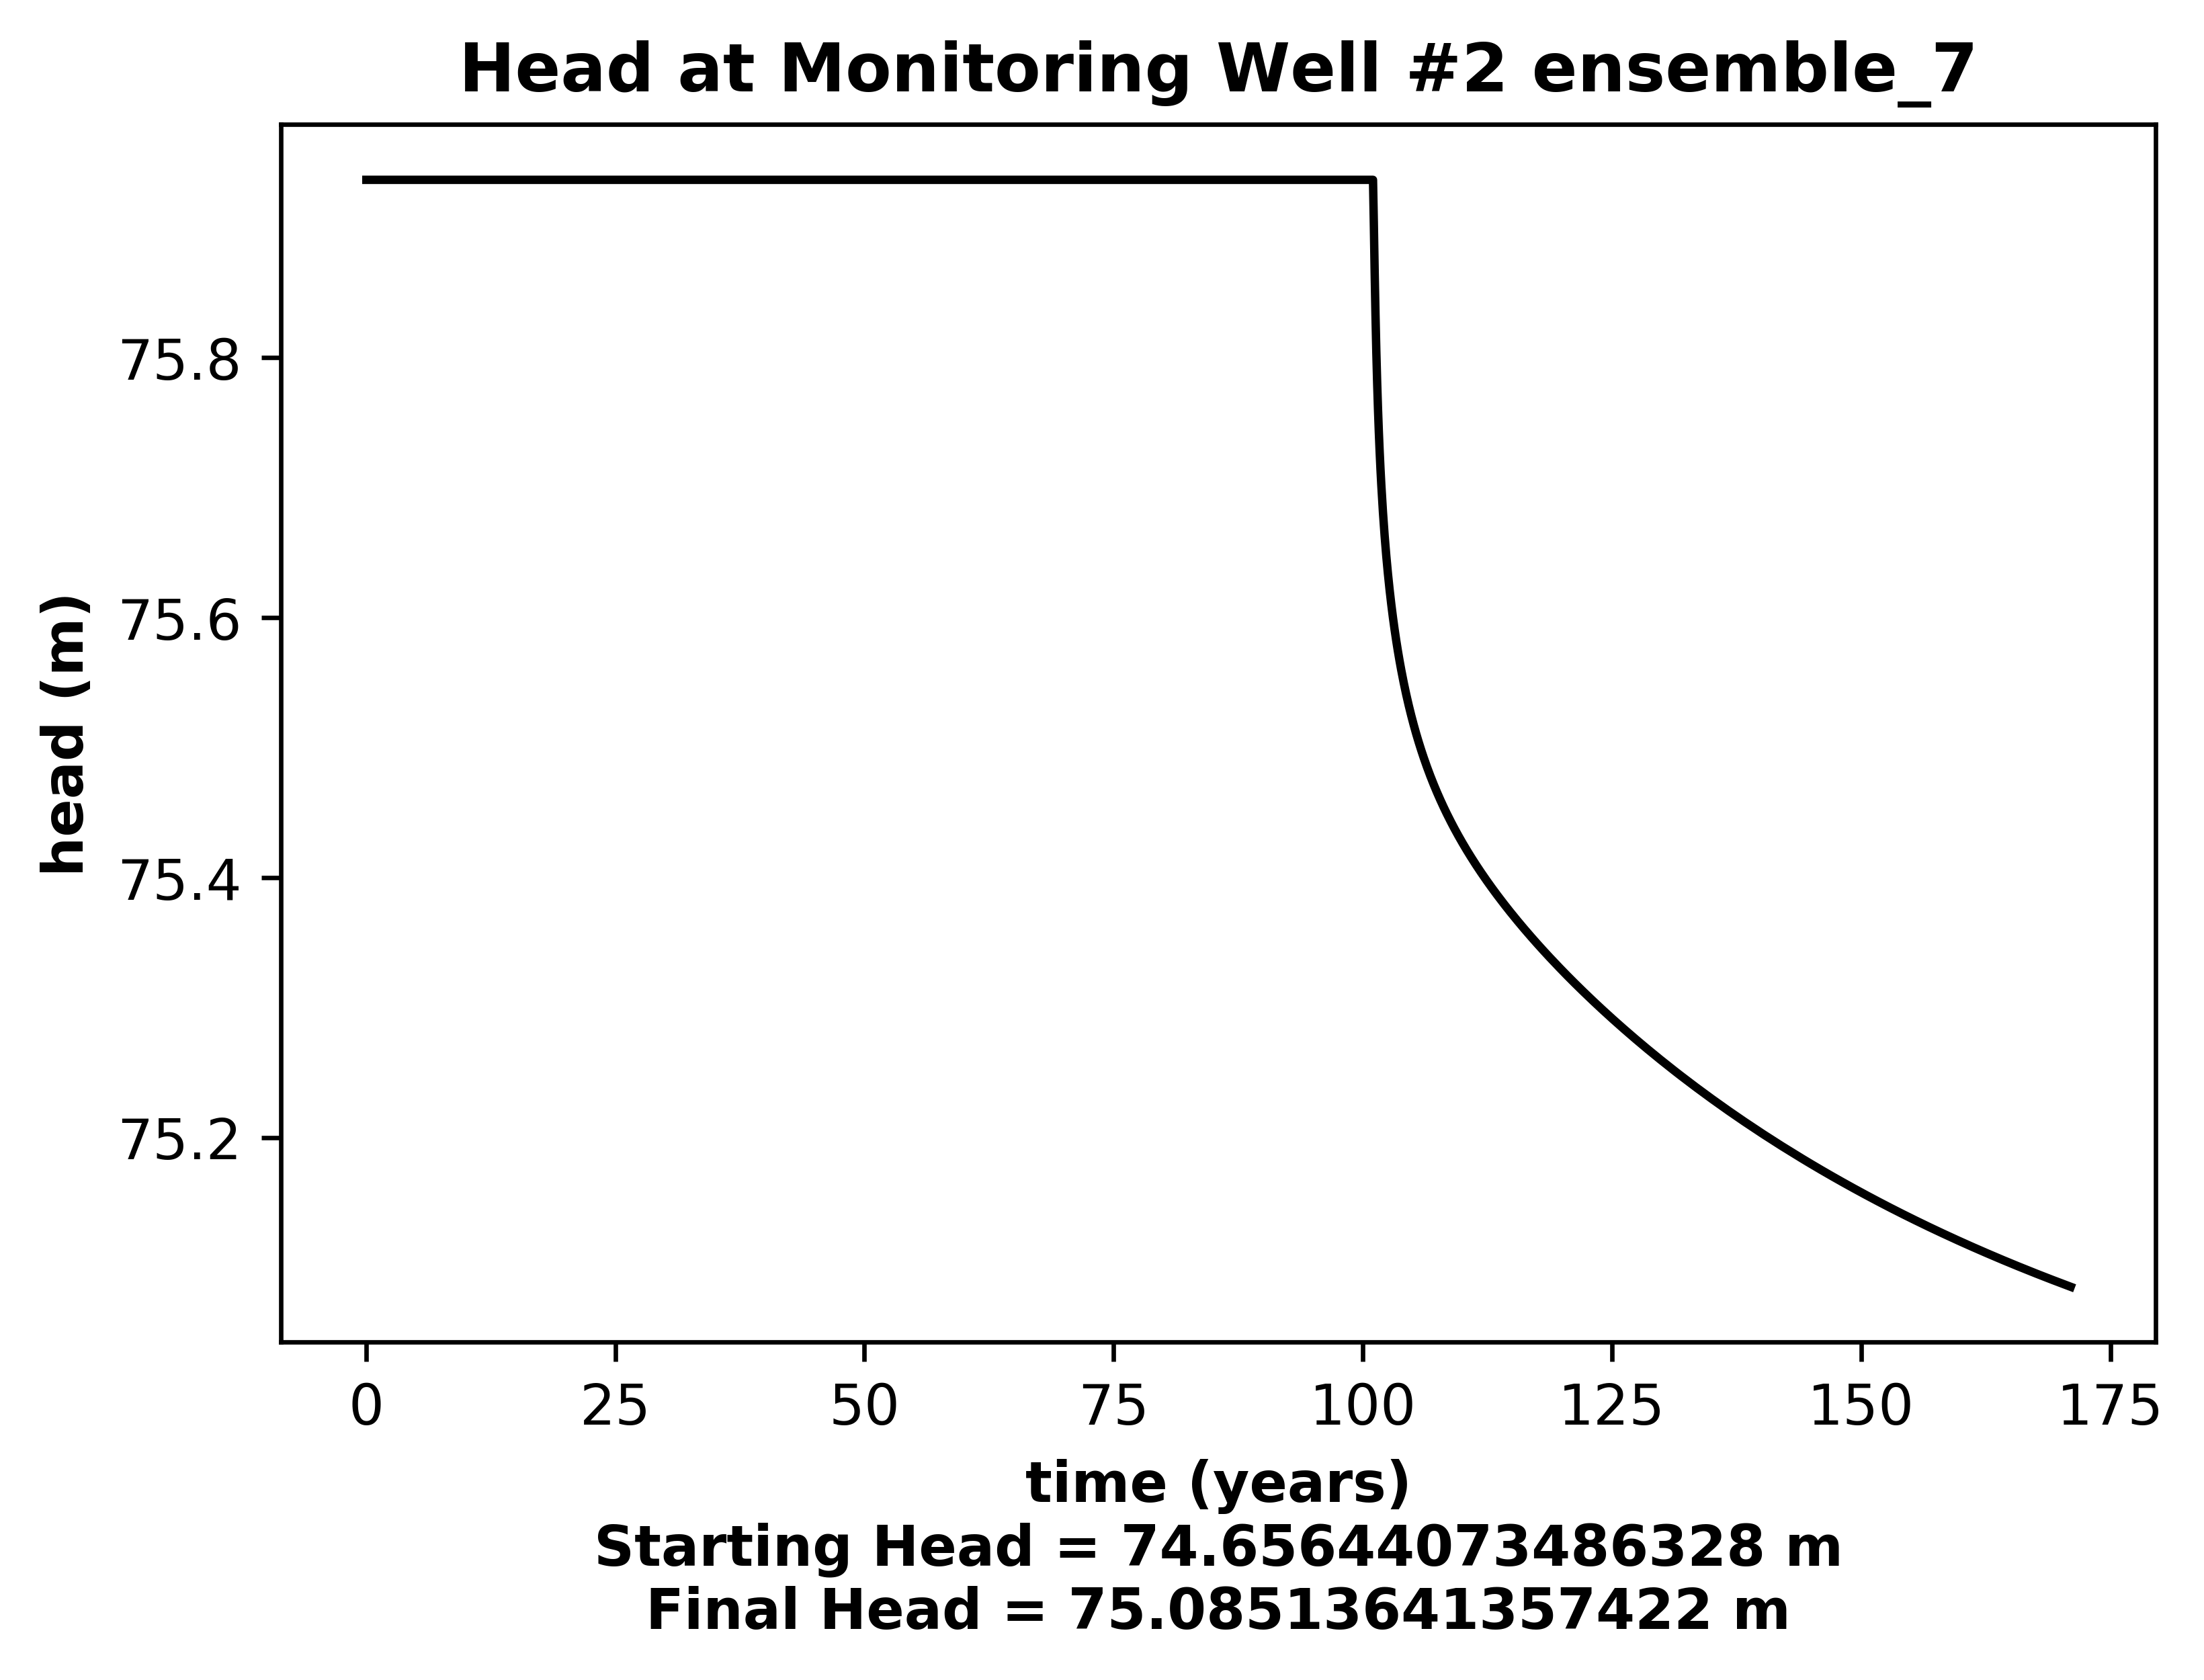 Head at Monitoring Well #2 ensemble_7
head (m)
75.8
75.6
75.4
75.2
0 25 50 75 100 125 150 175
time (years)
Starting Head = 74.65644073486328 m
Final Head = 75.08513641357422 m